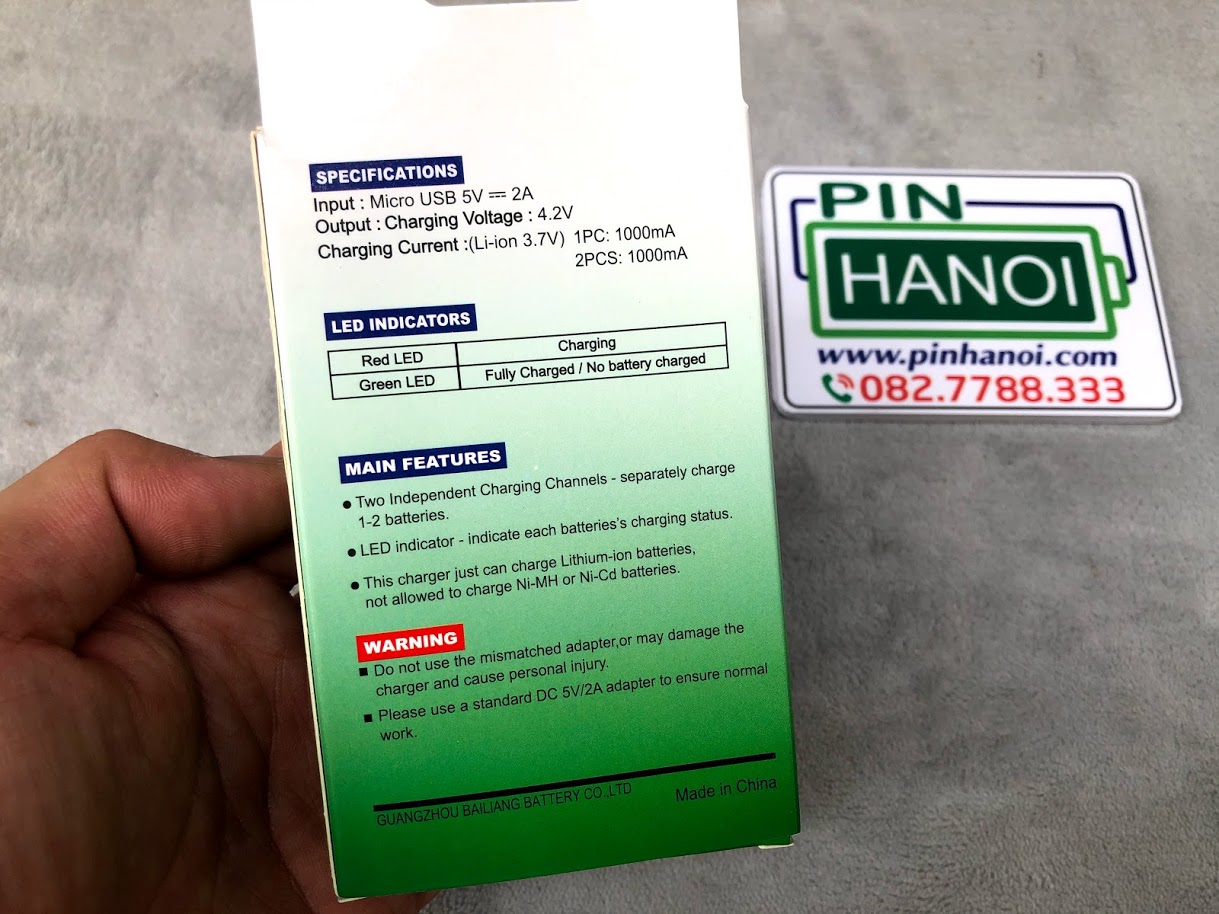 SPECIFICATIONS
Input : Micro USB 5V ⎓ 2A
Output : Charging Voltage : 4.2V
Charging Current :(Li-ion 3.7V) 1PC: 1000mA
2PCS: 1000mA
LED INDICATORS
Red LED Charging
Green LED Fully Charged / No battery charged
MAIN FEATURES
● Two Independent Charging Channels - separately charge
1-2 batteries.
● LED indicator - indicate each batteries's charging status.
● This charger just can charge Lithium-ion batteries,
not allowed to charge Ni-MH or Ni-Cd batteries.
WARNING
■ Do not use the mismatched adapter,or may damage the
charger and cause personal injury.
■ Please use a standard DC 5V/2A adapter to ensure normal
work.
GUANGZHOU BAILIANG BATTERY CO.,LTD Made in China
PIN
HANOI
www.pinhanoi.com
082.7788.333